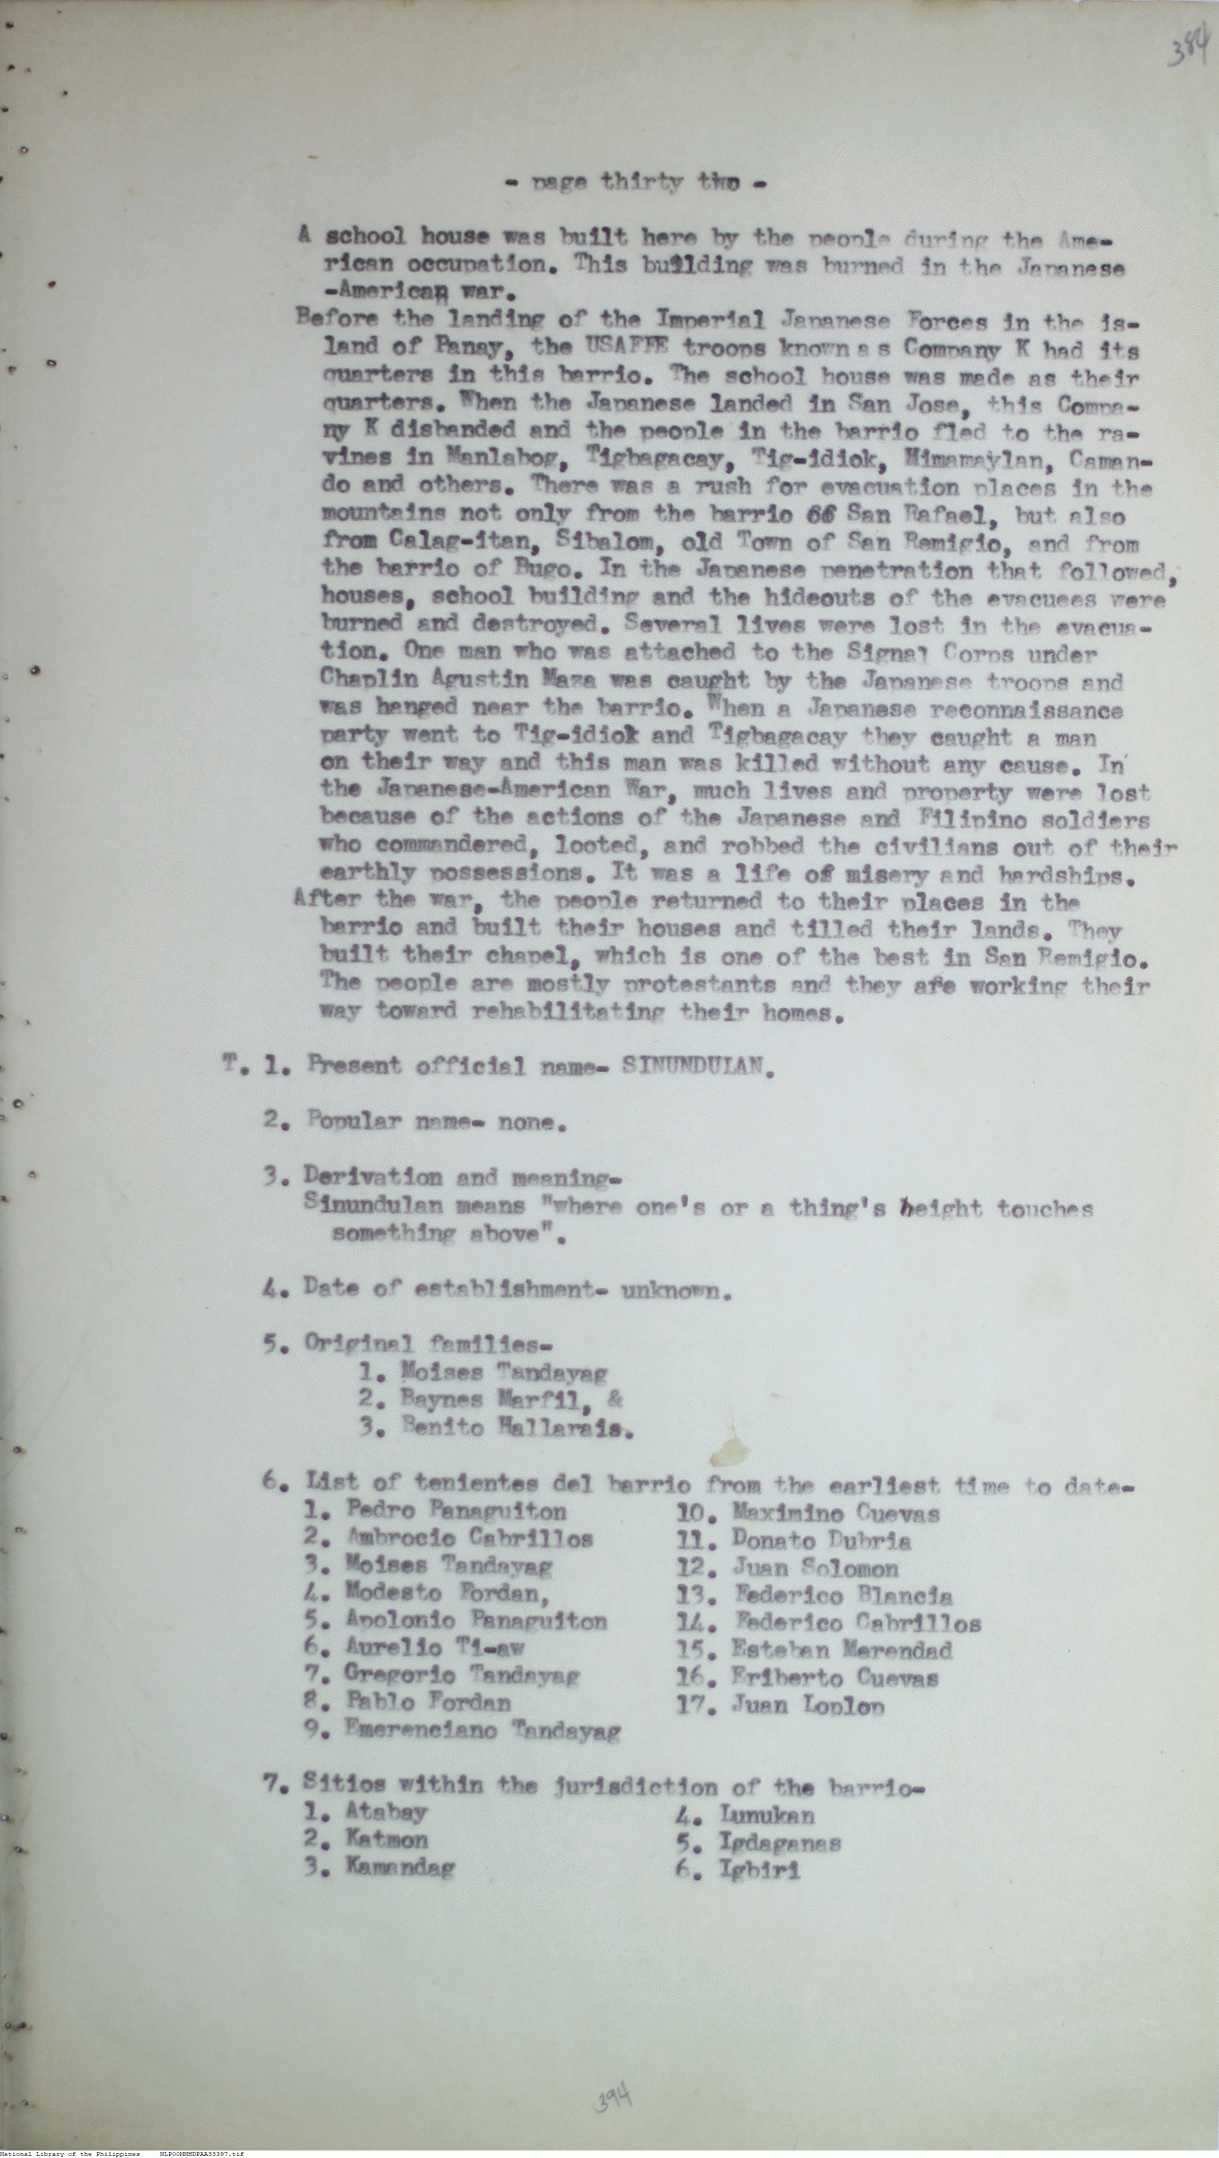 384
- page thirty two -
A school house was built here by the people during the Ame-
rican occupation. This building was burned in the Japanese
-American war.
Before the landing of the Imperial Japanese Forces in the is-
land of Panay, the USAFFE troops known as Company K had its
quarters in this barrio. The school house was made as their
quarters. When the Japanese landed in San Jose, this Compa-
ny K disbanded and the people in the barrio fled to the ra-
vines in Manlabog, Tigbagacay, Tig-idiok, Himamaylan, Caman-
do and others. There was a rush for evacuation places in the
mountains not only from the barrio of San Rafael, but also
from Calag-itan, Sibalom, old Town of San Remigio, and from
the barrio of Bugo. In the Japanese penetration that followed,
houses, school building and the hideouts of the evacuees were
burned and destroyed. Several lives were lost in the evacua-
tion. One man who was attached to the Signal Corps under
Chaplin Agustin Maza was caught by the Japanese troops and
was hanged near the barrio. When a Japanese reconnaissance
party went to Tig-idiok and Tigbagacay they caught a man
on their way and this man was killed without any cause. In
the Japanese-American War, much lives and property were lost
because of the actions of the Japanese and Filipino soldiers
who commandered, looted, and robbed the civilians out of their
earthly possessions. It was a life of misery and hardships.
After the war, the people returned to their places in the
barrio and built their houses and tilled their lands. They
built their chapel, which is one of the best in San Remigio.
The people are mostly protestants and they are working their
way toward rehabilitating their homes.
T. 1. Present official name- SINUNDULAN.
2. Popular name- none.
3. Derivation and meaning-
Sinundulan means "where one's or a thing's height touches
something above".
4. Date of establishment- unknown.
5. Original families-
1. Moises Tandayag
2. Baynes Marfil, &
3. Benito Hallarais.
6. List of tenientes del barrio from the earliest time to date-
1. Pedro Panaguiton 10. Maximino Cuevas
2. Ambrocio Cabrillos 11. Donato Dubria
3. Moises Tandayag 12. Juan Solomon
4. Modesto Fordan, 13. Federico Blancia
5. Apolonio Panaguiton 14. Federico Cabrillos
6. Aurelio Ti-aw 15. Esteban Merendad
7. Gregorio Tandayag 16. Eriberto Cuevas
8. Pablo Fordan 17. Juan Loplop
9. Emerenciano Tandayag
7. Sitios within the jurisdiction of the barrio-
1. Atabay 4. Lunukan
2. Katmon 5. Igdaganas
3. Kamandag 6. Igbiri
394
National Library of the Philippines